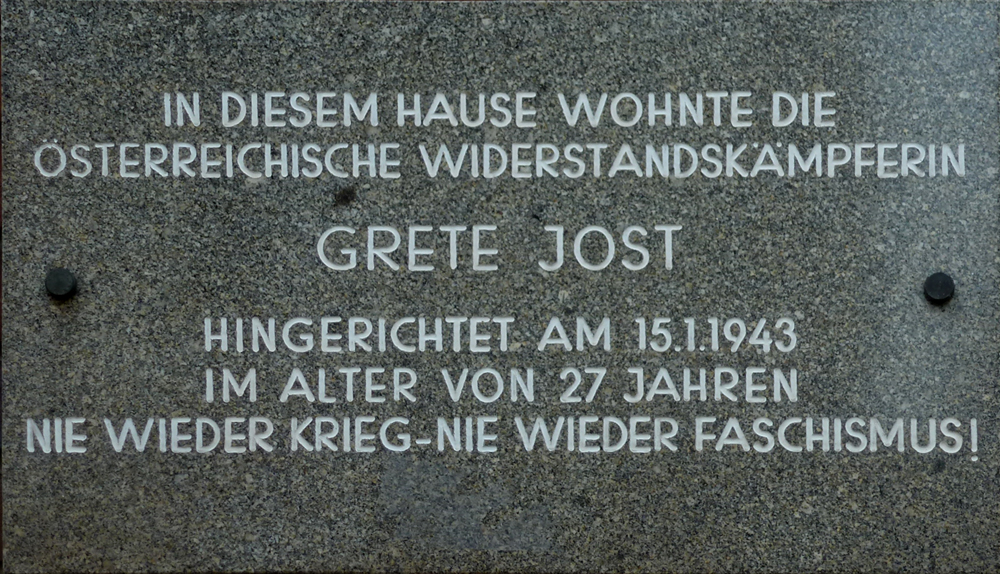 IN DIESEM HAUSE WOHNTE DIE
ÖSTERREICHISCHE WIDERSTANDSKÄMPFERIN
GRETE JOST
HINGERICHTET AM 15.1.1943
IM ALTER VON 27 JAHREN
NIE WIEDER KRIEG-NIE WIEDER FASCHISMUS!